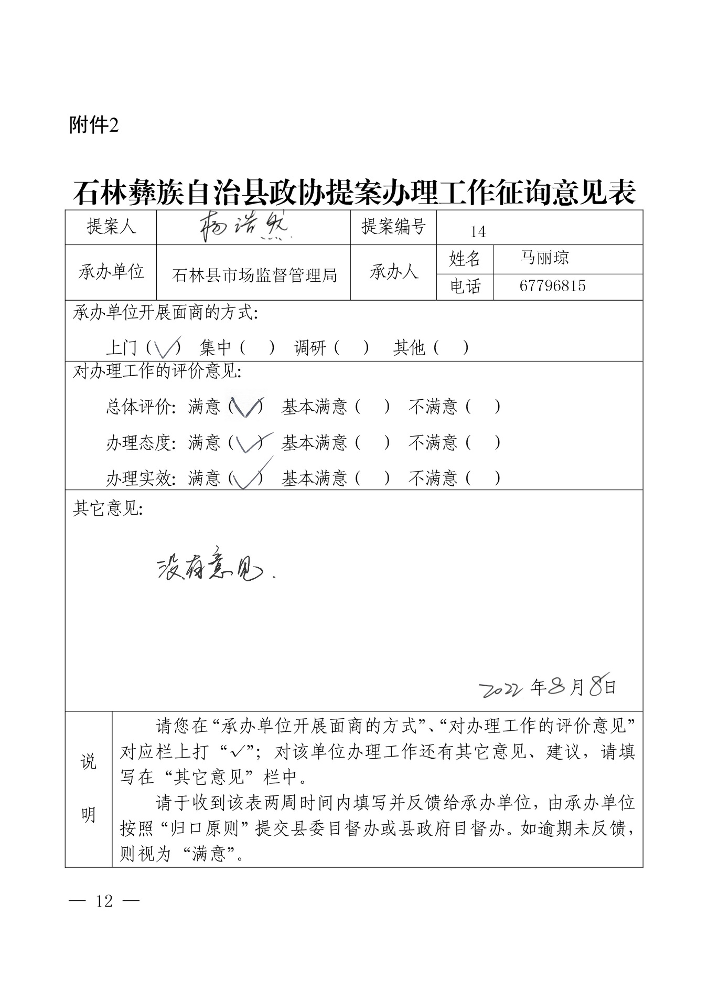 附件2
石林彝族自治县政协提案办理工作征询意见表
提案人 杨浩然 提案编号 14
承办单位 石林县市场监督管理局 承办人 姓名 马丽琼
电话 67796815
承办单位开展面商的方式:
上门(√) 集中( ) 调研( ) 其他( )
对办理工作的评价意见:
总体评价: 满意(√) 基本满意( ) 不满意( )
办理态度: 满意(√) 基本满意( ) 不满意( )
办理实效: 满意(√) 基本满意( ) 不满意( )
其它意见:
没有意见.
2022年8月8日
说明
请您在“承办单位开展面商的方式”、“对办理工作的评价意见”
对应栏上打“√”；对该单位办理工作还有其它意见、建议，请填
写在“其它意见”栏中。
请于收到该表两周时间内填写并反馈给承办单位，由承办单位
按照“归口原则”提交县委目督办或县政府目督办。如逾期未反馈，
则视为“满意”。
— 12 —